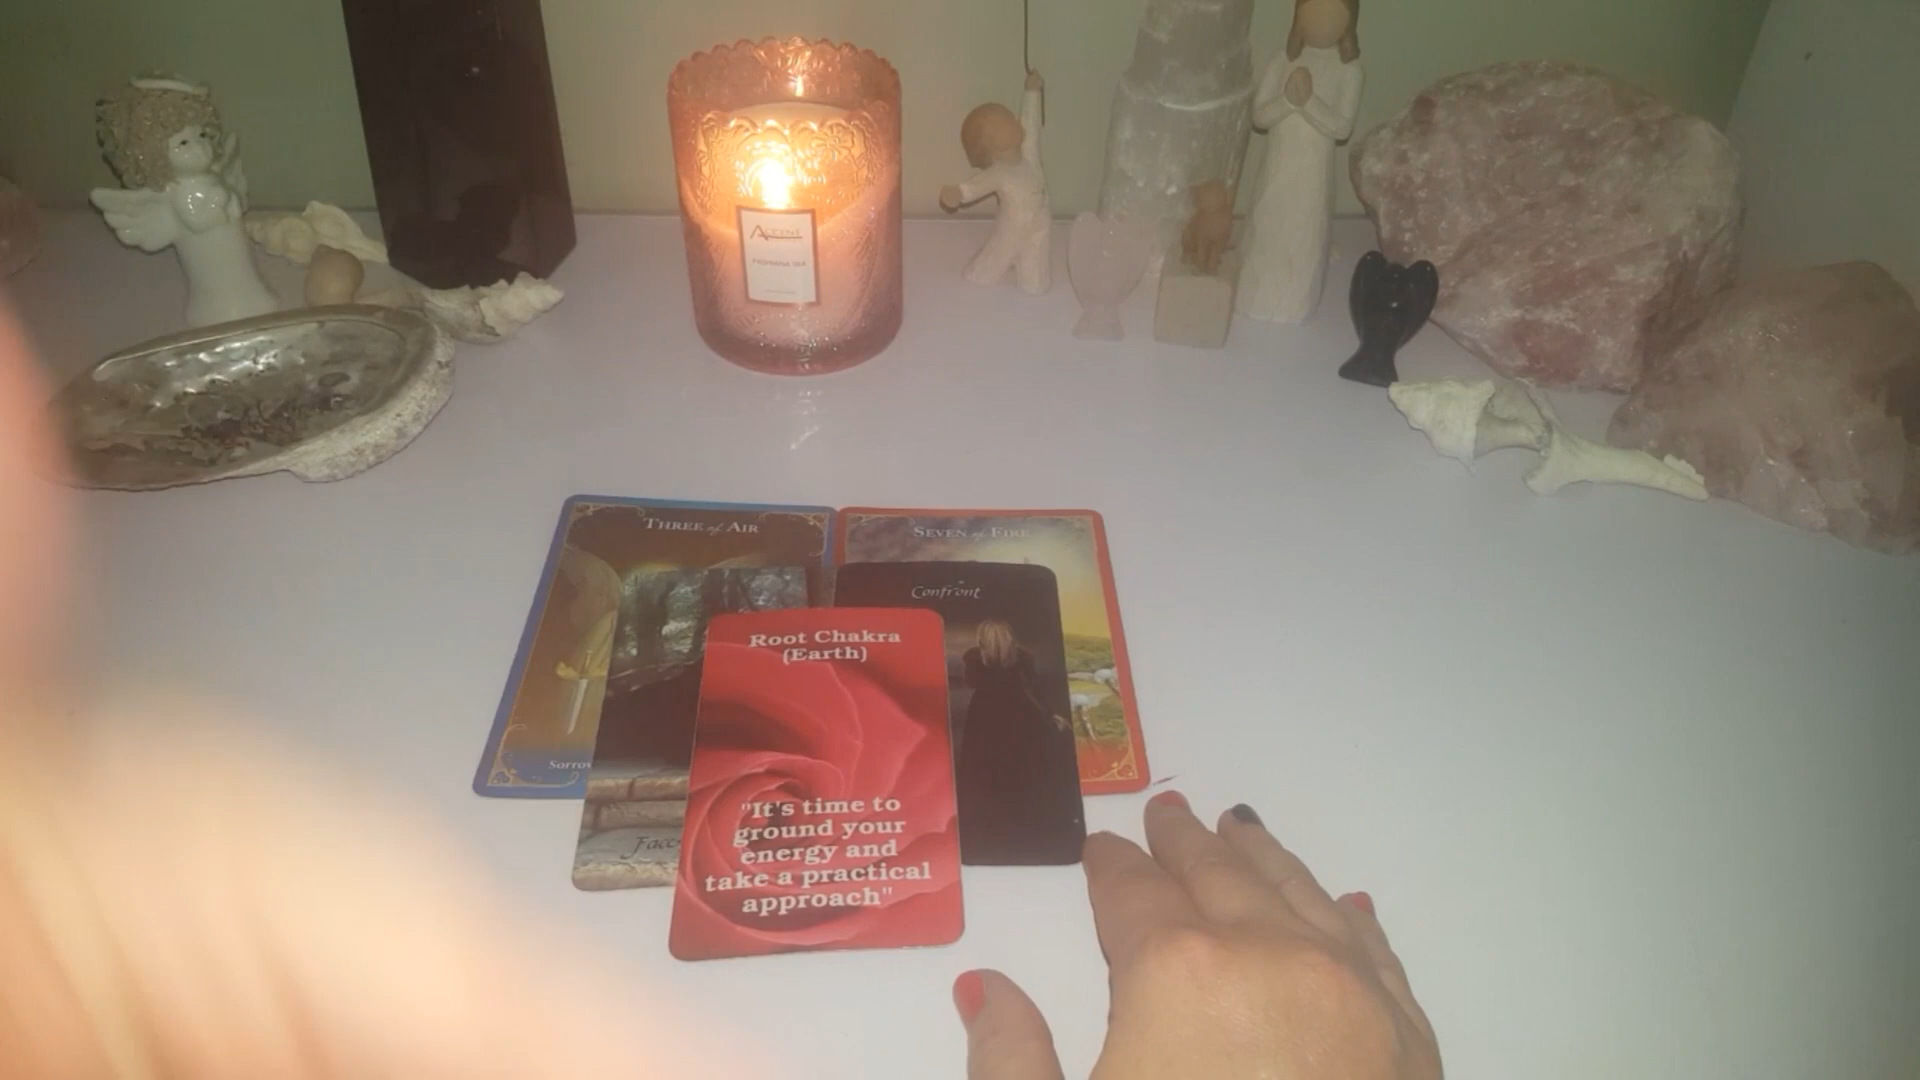 ACCENT
THREE of AIR
SEVEN of FIRE
Confront
Root Chakra
(Earth)
Sorrow
"It's time to
ground your
energy and
take a practical
approach"